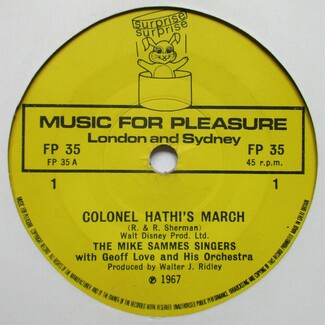 surprise
surprise
MUSIC FOR PLEASURE
London and Sydney
FP 35
FP 35
FP 35 A
45 r.p.m.
1
1
COLONEL HATHI'S MARCH
(R. & R. Sherman)
Walt Disney Prod. Ltd.
THE MIKE SAMMES SINGERS
with Geoff Love and His Orchestra
Produced by Walter J. Ridley
℗ 1967